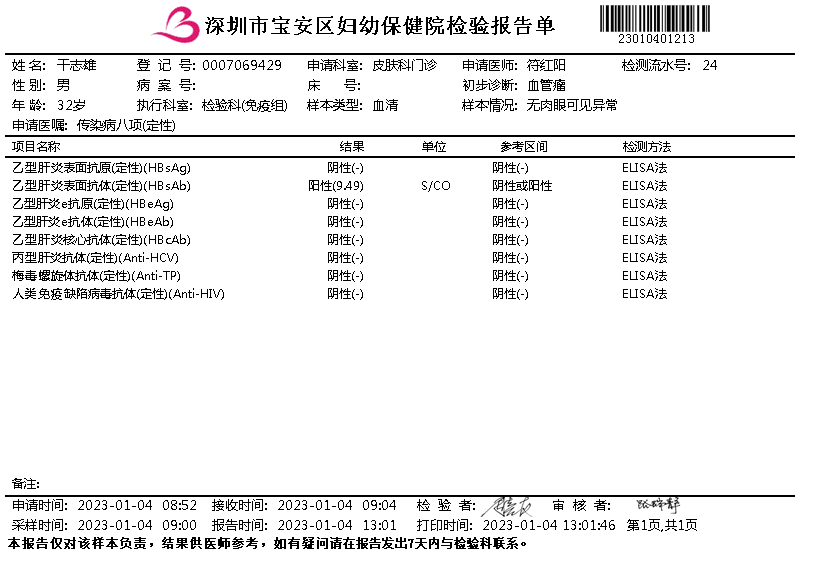 深圳市宝安区妇幼保健院检验报告单
23010401213
姓 名: 干志雄 登 记 号: 0007069429 申请科室: 皮肤科门诊 申请医师: 符红阳 检测流水号: 24
性 别: 男 病 案 号: 床 号: 初步诊断: 血管瘤
年 龄: 32岁 执行科室: 检验科(免疫组) 样本类型: 血清 样本情况: 无肉眼可见异常
申请医嘱: 传染病八项(定性)
项目名称 结果 单位 参考区间 检测方法
乙型肝炎表面抗原(定性)(HBsAg) 阴性(-) 阴性(-) ELISA法
乙型肝炎表面抗体(定性)(HBsAb) 阳性(9.49) S/CO 阴性或阳性 ELISA法
乙型肝炎e抗原(定性)(HBeAg) 阴性(-) 阴性(-) ELISA法
乙型肝炎e抗体(定性)(HBeAb) 阴性(-) 阴性(-) ELISA法
乙型肝炎核心抗体(定性)(HBcAb) 阴性(-) 阴性(-) ELISA法
丙型肝炎抗体(定性)(Anti-HCV) 阴性(-) 阴性(-) ELISA法
梅毒螺旋体抗体(定性)(Anti-TP) 阴性(-) 阴性(-) ELISA法
人类免疫缺陷病毒抗体(定性)(Anti-HIV) 阴性(-) 阴性(-) ELISA法
备注:
申请时间: 2023-01-04 08:52 接收时间: 2023-01-04 09:04 检 验 者: 审 核 者:
采样时间: 2023-01-04 09:00 报告时间: 2023-01-04 13:01 打印时间: 2023-01-04 13:01:46 第1页,共1页
本报告仅对该样本负责，结果供医师参考，如有疑问请在报告发出7天内与检验科联系。